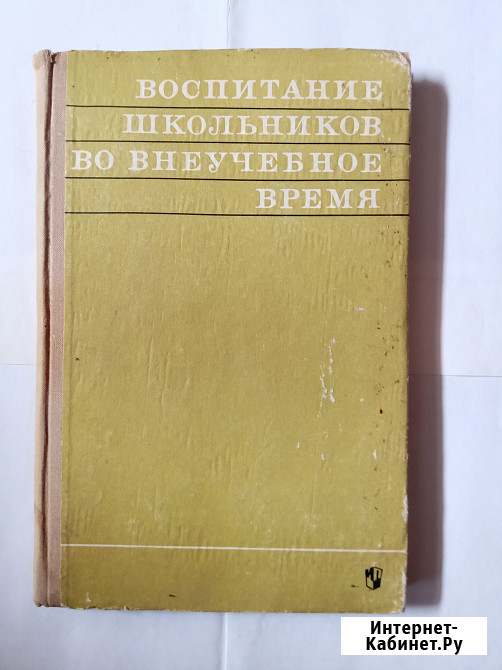 ВОСПИТАНИЕ
ШКОЛЬНИКОВ
ВО ВНЕУЧЕБНОЕ
ВРЕМЯ
Интернет-
Кабинет.Ру